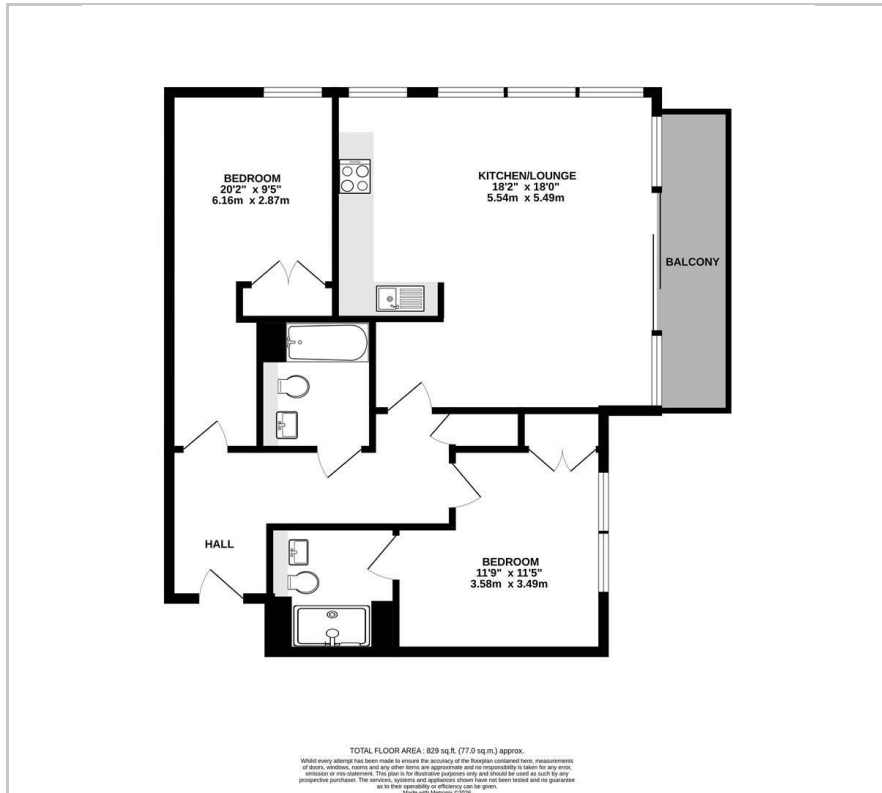 BEDROOM
20'2" x 9'5"
6.16m x 2.87m
KITCHEN/LOUNGE
18'2" x 18'0"
5.54m x 5.49m
BALCONY
HALL
BEDROOM
11'9" x 11'5"
3.58m x 3.49m
TOTAL FLOOR AREA : 829 sq.ft. (77.0 sq.m.) approx.
Whilst every attempt has been made to ensure the accuracy of the floorplan contained here, measurements
of doors, windows, rooms and any other items are approximate and no responsibility is taken for any error,
omission or mis-statement. This plan is for illustrative purposes only and should be used as such by any
prospective purchaser. The services, systems and appliances shown have not been tested and no guarantee
as to their operability or efficiency can be given.
Made with Metropix ©2026